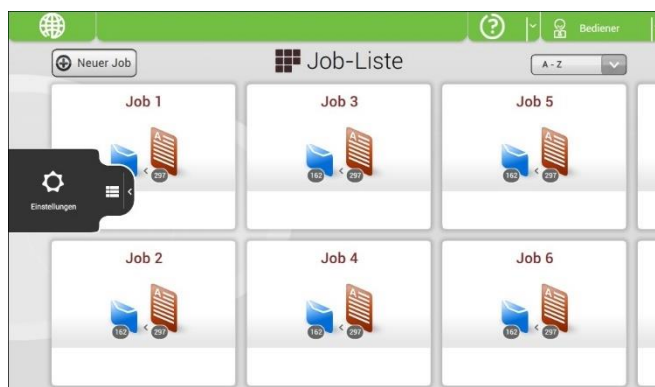 Bediener
Neuer Job
Job-Liste
A - Z
Job 1
Job 3
Job 5
162 < 297
162 < 297
162 < 297
Einstellungen
Job 2
Job 4
Job 6
162 < 297
162 < 297
162 < 297